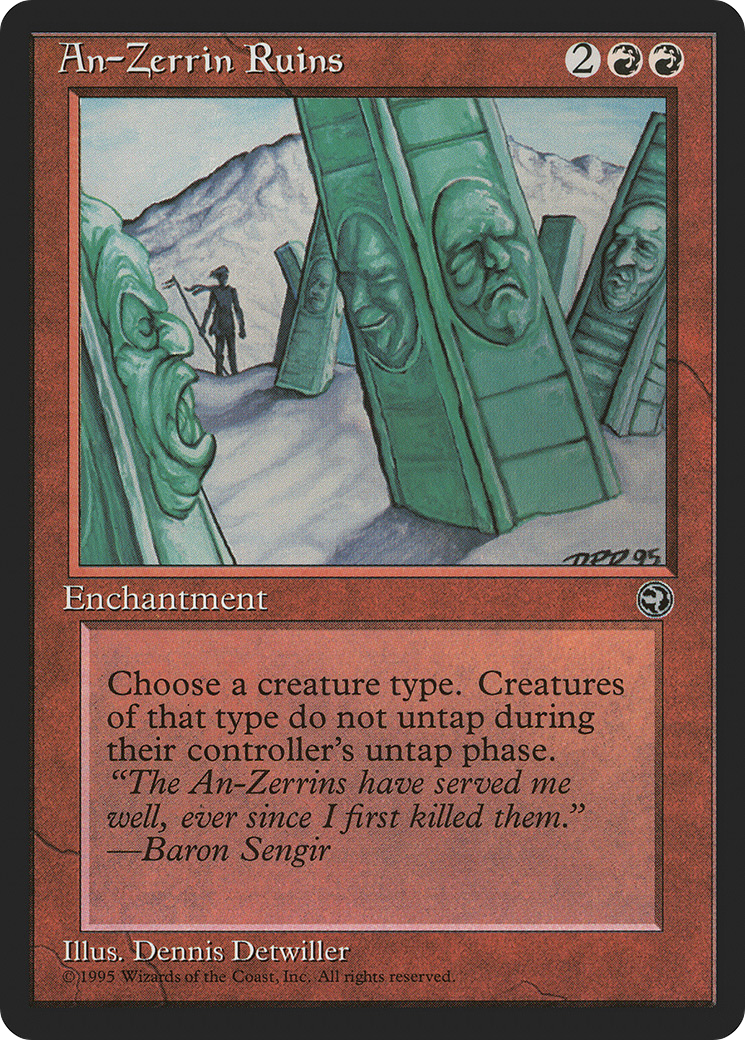 An-Zerrin Ruins
2
DPD 95
Enchantment
Choose a creature type. Creatures
of that type do not untap during
their controller's untap phase.
"The An-Zerrins have served me
well, ever since I first killed them."
—Baron Sengir
Illus. Dennis Detwiller
©1995 Wizards of the Coast, Inc. All rights reserved.